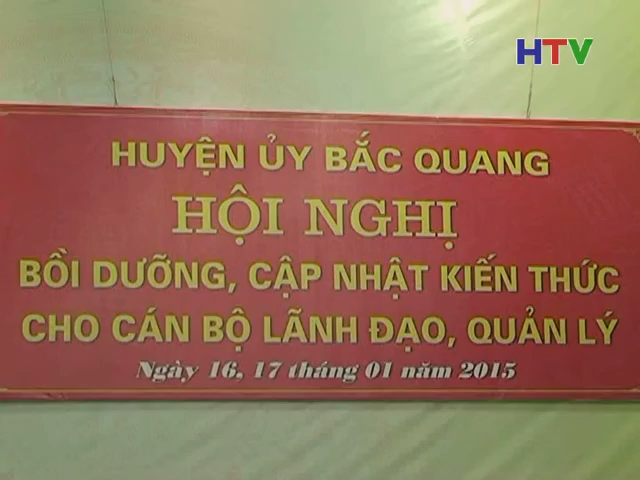 HTV
HUYỆN ỦY BẮC QUANG
HỘI NGHỊ
BỒI DƯỠNG, CẬP NHẬT KIẾN THỨC
CHO CÁN BỘ LÃNH ĐẠO, QUẢN LÝ
Ngày 16, 17 tháng 01 năm 2015